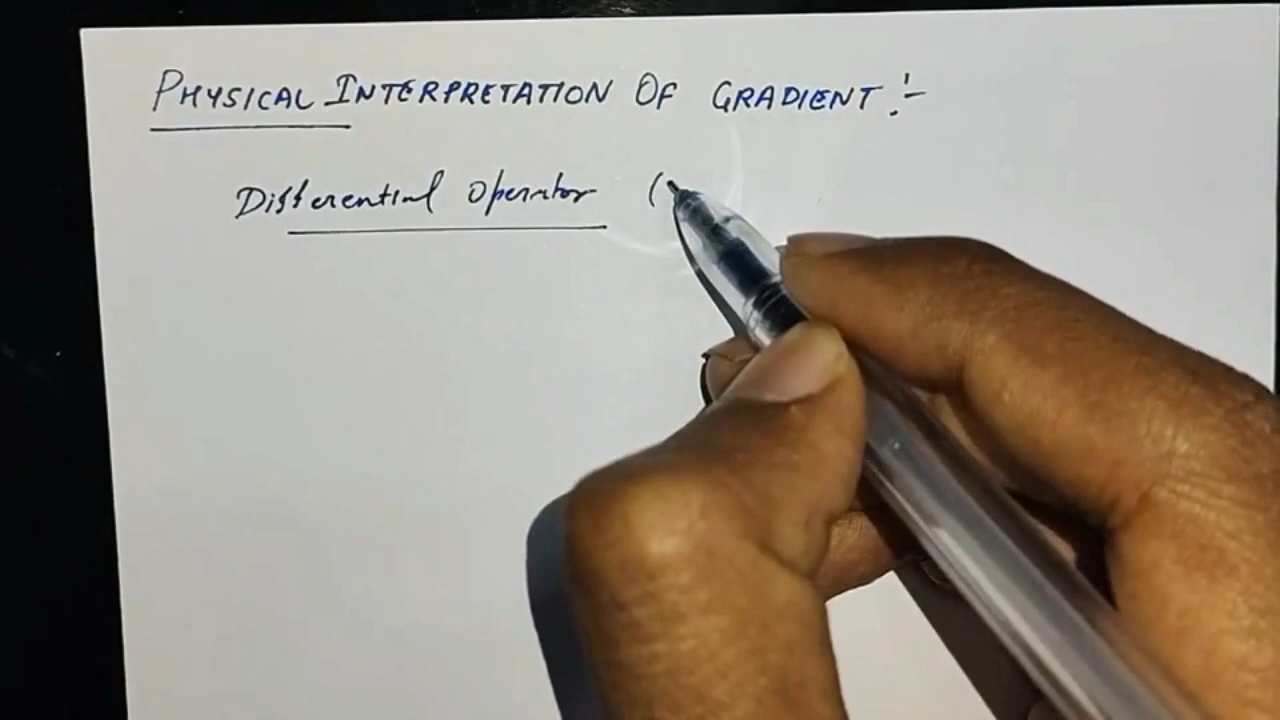 PHYSICAL INTERPRETATION OF GRADIENT :-
Differential Operator (